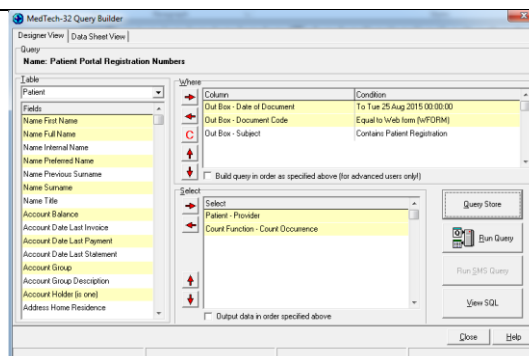 MedTech-32 Query Builder
Designer View Data Sheet View
Query
Name: Patient Portal Registration Numbers
Table
Patient
Fields
Name First Name
Name Full Name
Name Internal Name
Name Preferred Name
Name Previous Surname
Name Surname
Name Title
Account Balance
Account Date Last Invoice
Account Date Last Payment
Account Date Last Statement
Account Group
Account Group Description
Account Holder (is one)
Address Home Residence
Where
Column Condition
Out Box - Date of Document To Tue 25 Aug 2015 00:00:00
Out Box - Document Code Equal to Web form (WFORM)
Out Box - Subject Contains Patient Registration
C
Build query in order as specified above (for advanced users only!)
Select
Select
Patient - Provider
Count Function - Count Occurrence
Output data in order specified above
Query Store
Run Query
Run SMS Query
View SQL
Close Help